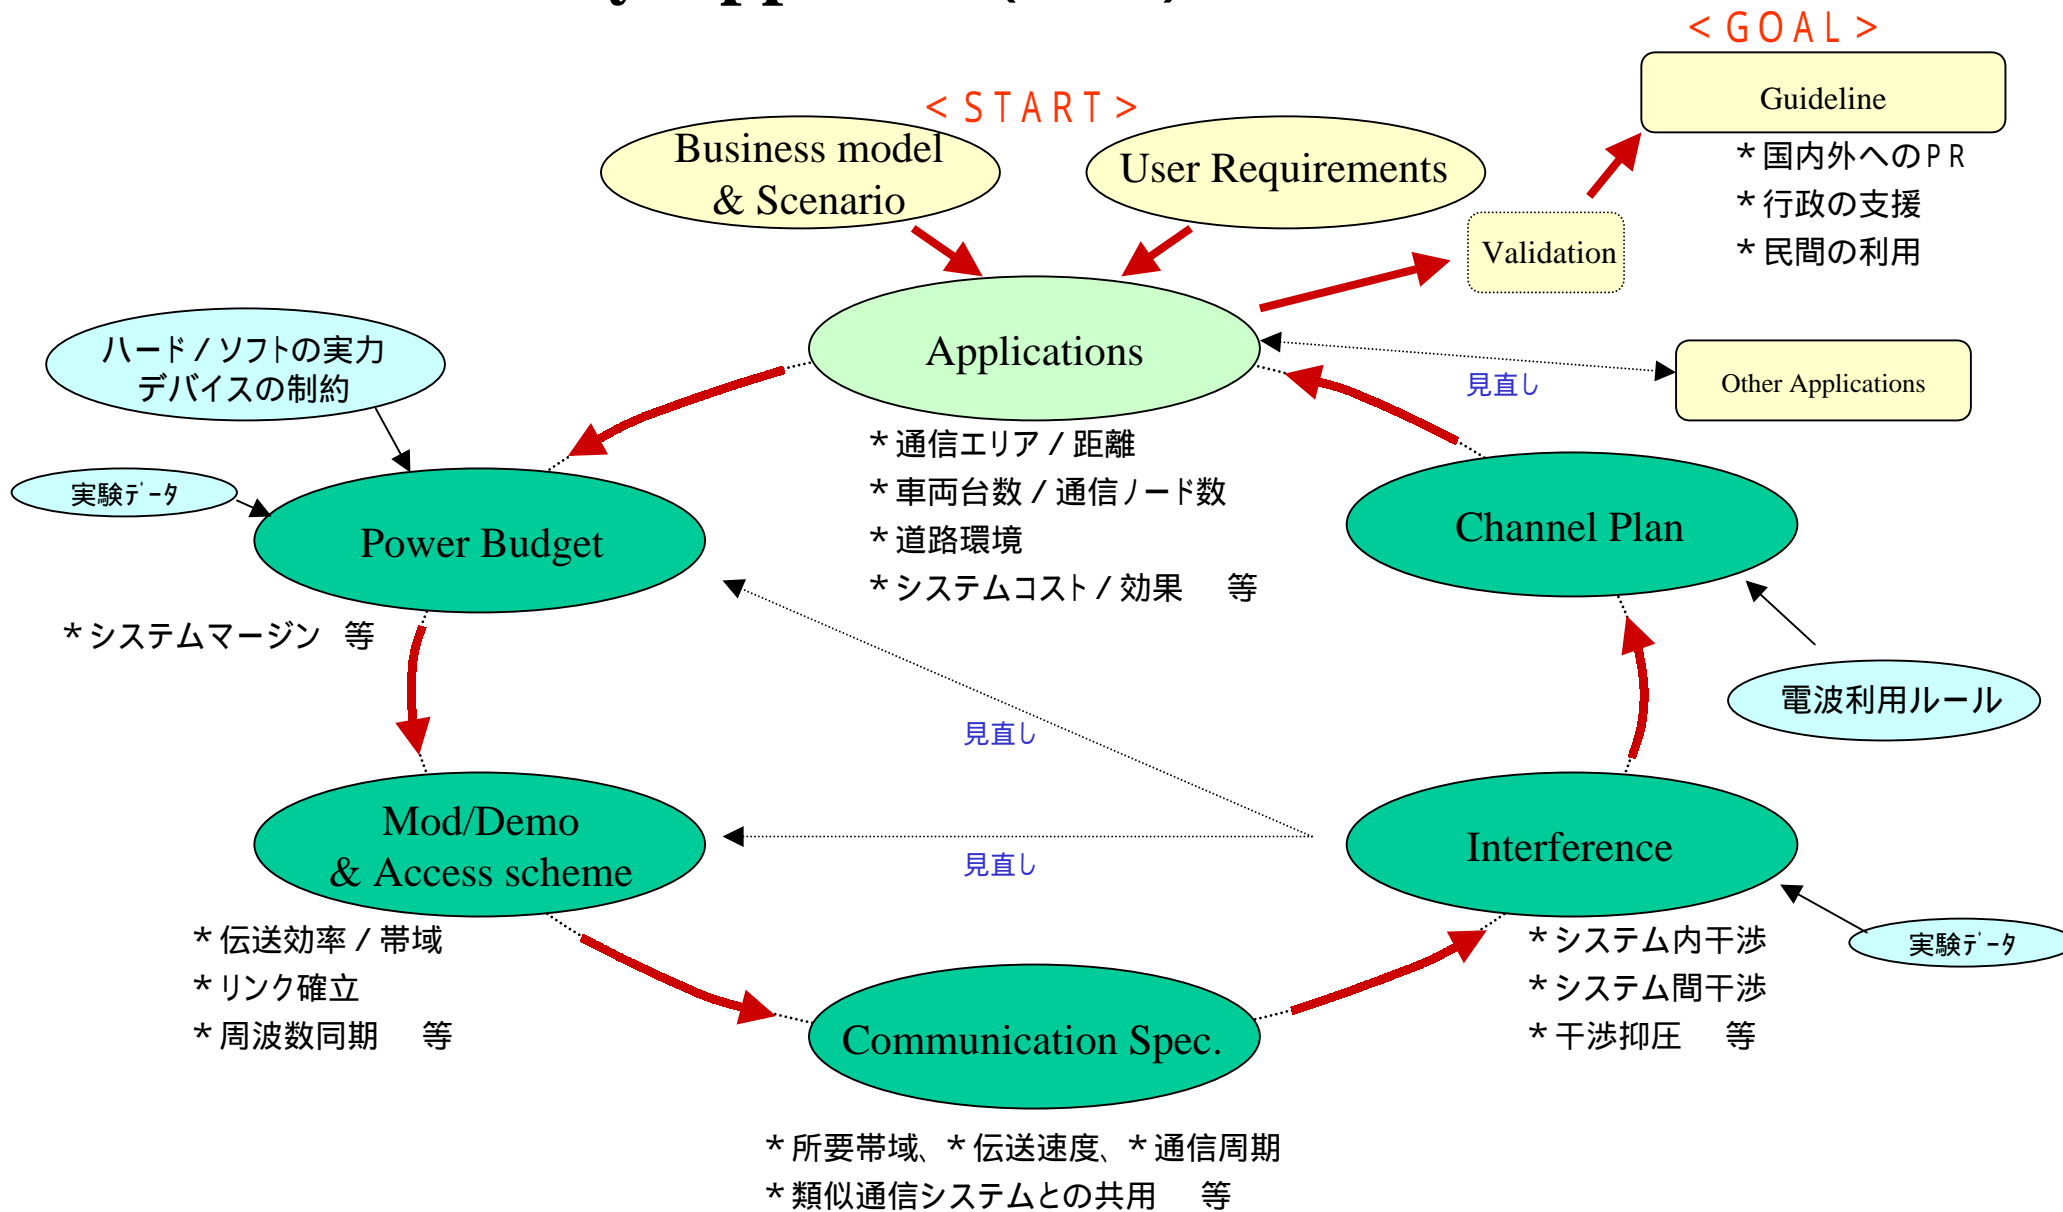 <GOAL>
Guideline
*国内外へのPR
*行政の支援
*民間の利用
<START>
Business model
& Scenario
User Requirements
Validation
Applications
見直し
Other Applications
ハード/ソフトの実力
デバイスの制約
実験ﾃﾞｰﾀ
*通信エリア/距離
*車両台数/通信ノード数
*道路環境
*システムコスト/効果 等
Power Budget
Channel Plan
*システムマージン 等
電波利用ルール
見直し
Mod/Demo
& Access scheme
見直し
Interference
*伝送効率/帯域
*リンク確立
*周波数同期 等
*システム内干渉
*システム間干渉
*干渉抑圧 等
実験ﾃﾞｰﾀ
Communication Spec.
*所要帯域、*伝送速度、*通信周期
*類似通信システムとの共用 等